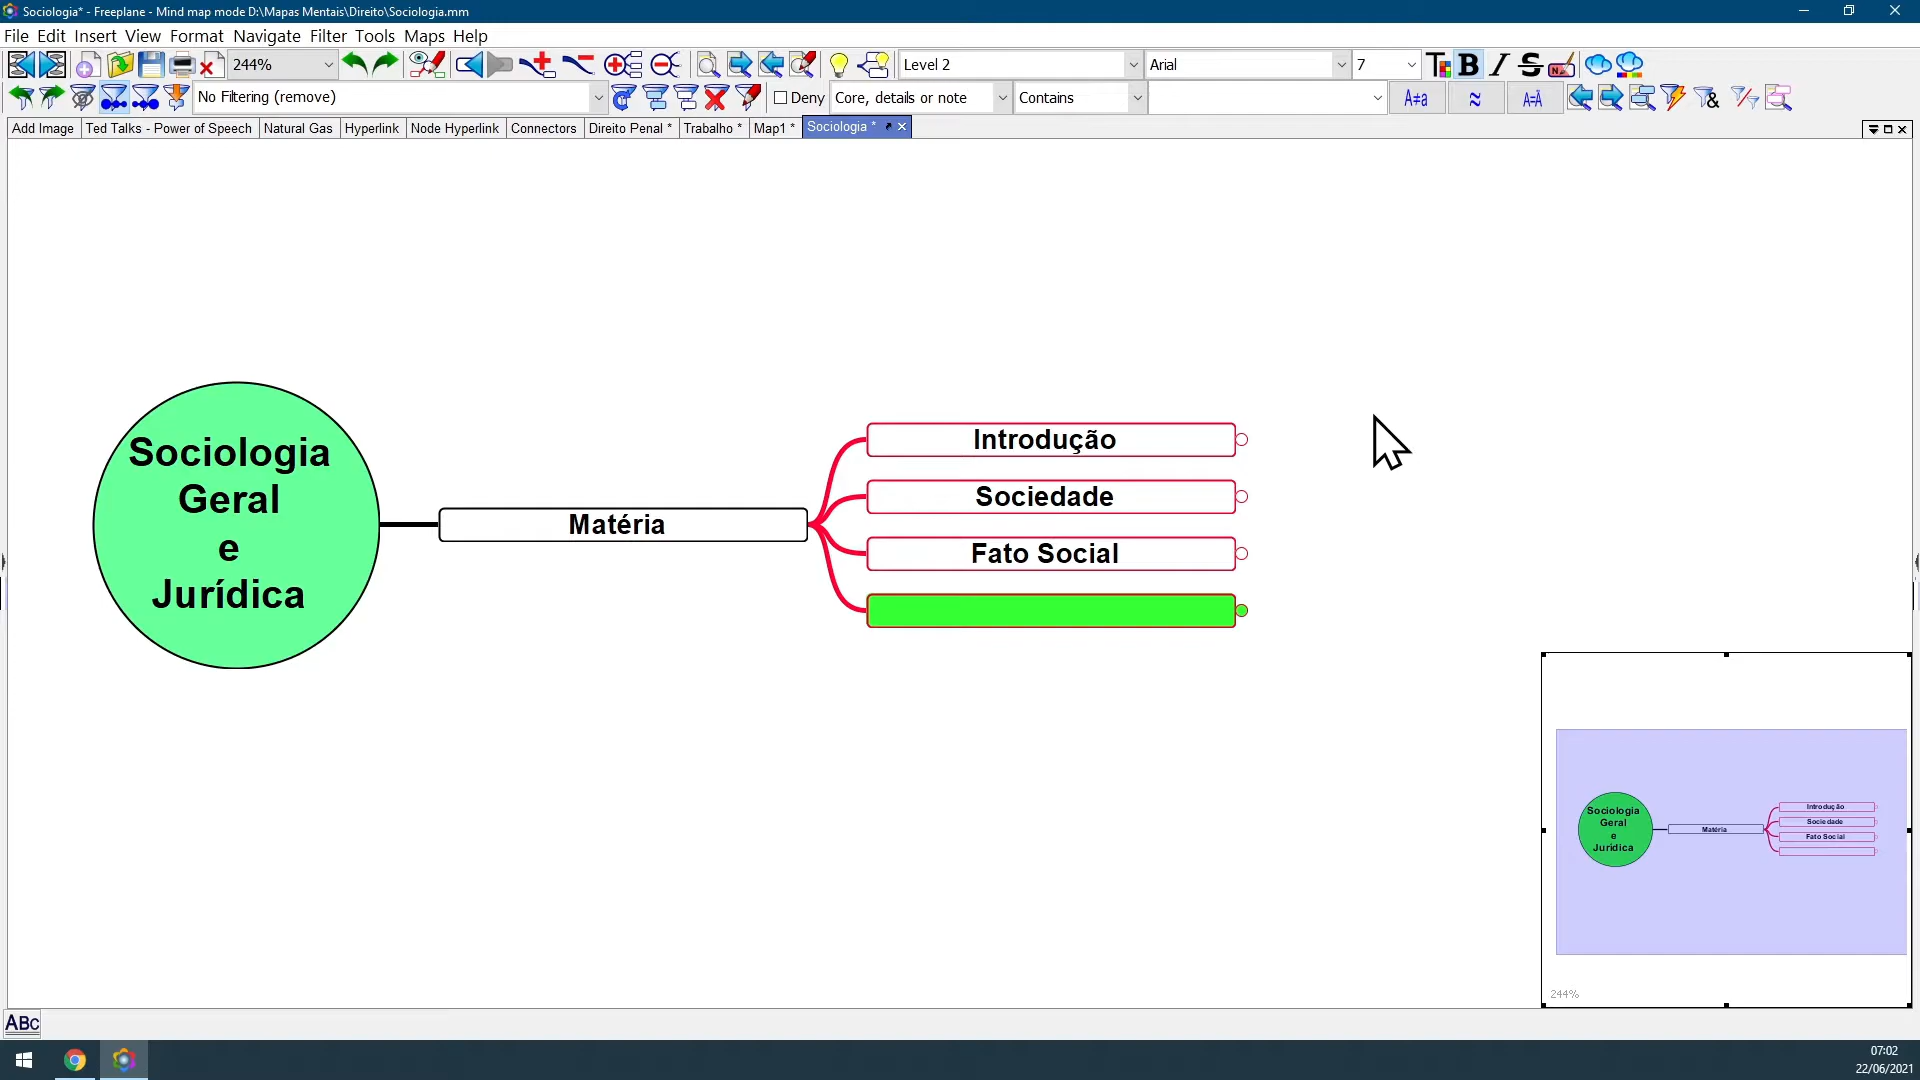 Sociologia* - Freeplane - Mind map mode D:\Mapas Mentais\Direito\Sociologia.mm
File Edit Insert View Format Navigate Filter Tools Maps Help
244% Level 2 Arial 7 B I S
No Filtering (remove) Deny Core, details or note Contains A≠a ≈ A=Ä
Add Image Ted Talks - Power of Speech Natural Gas Hyperlink Node Hyperlink Connectors Direito Penal * Trabalho * Map1 * Sociologia *
Sociologia
Geral
e
Jurídica
Matéria
Introdução
Sociedade
Fato Social
Sociologia
Geral
e
Jurídica
Matéria
Introdução
Sociedade
Fato Social
244%
ABC
07:02
22/06/2021